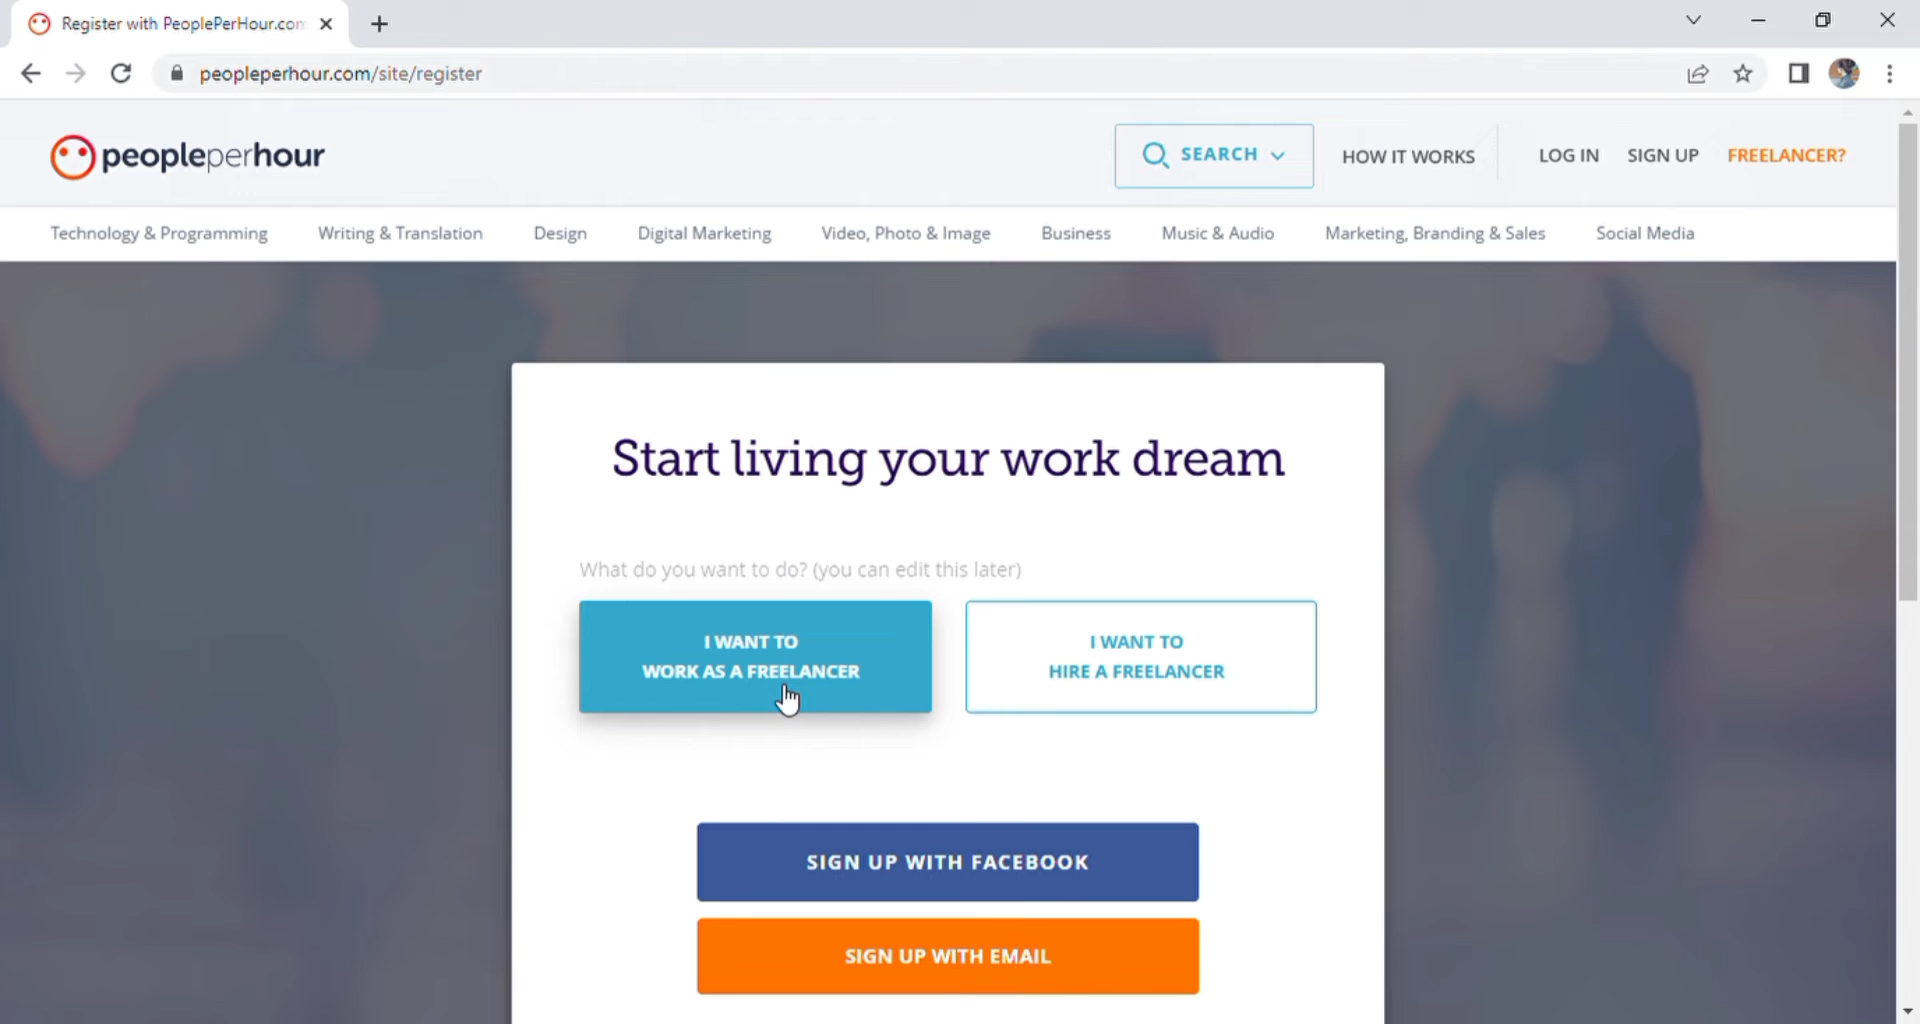 Register with PeoplePerHour.com
peopleperhour.com/site/register
peopleperhour
SEARCH
HOW IT WORKS
LOG IN
SIGN UP
FREELANCER?
Technology & Programming
Writing & Translation
Design
Digital Marketing
Video, Photo & Image
Business
Music & Audio
Marketing, Branding & Sales
Social Media
Start living your work dream
What do you want to do? (you can edit this later)
I WANT TO
WORK AS A FREELANCER
I WANT TO
HIRE A FREELANCER
SIGN UP WITH FACEBOOK
SIGN UP WITH EMAIL